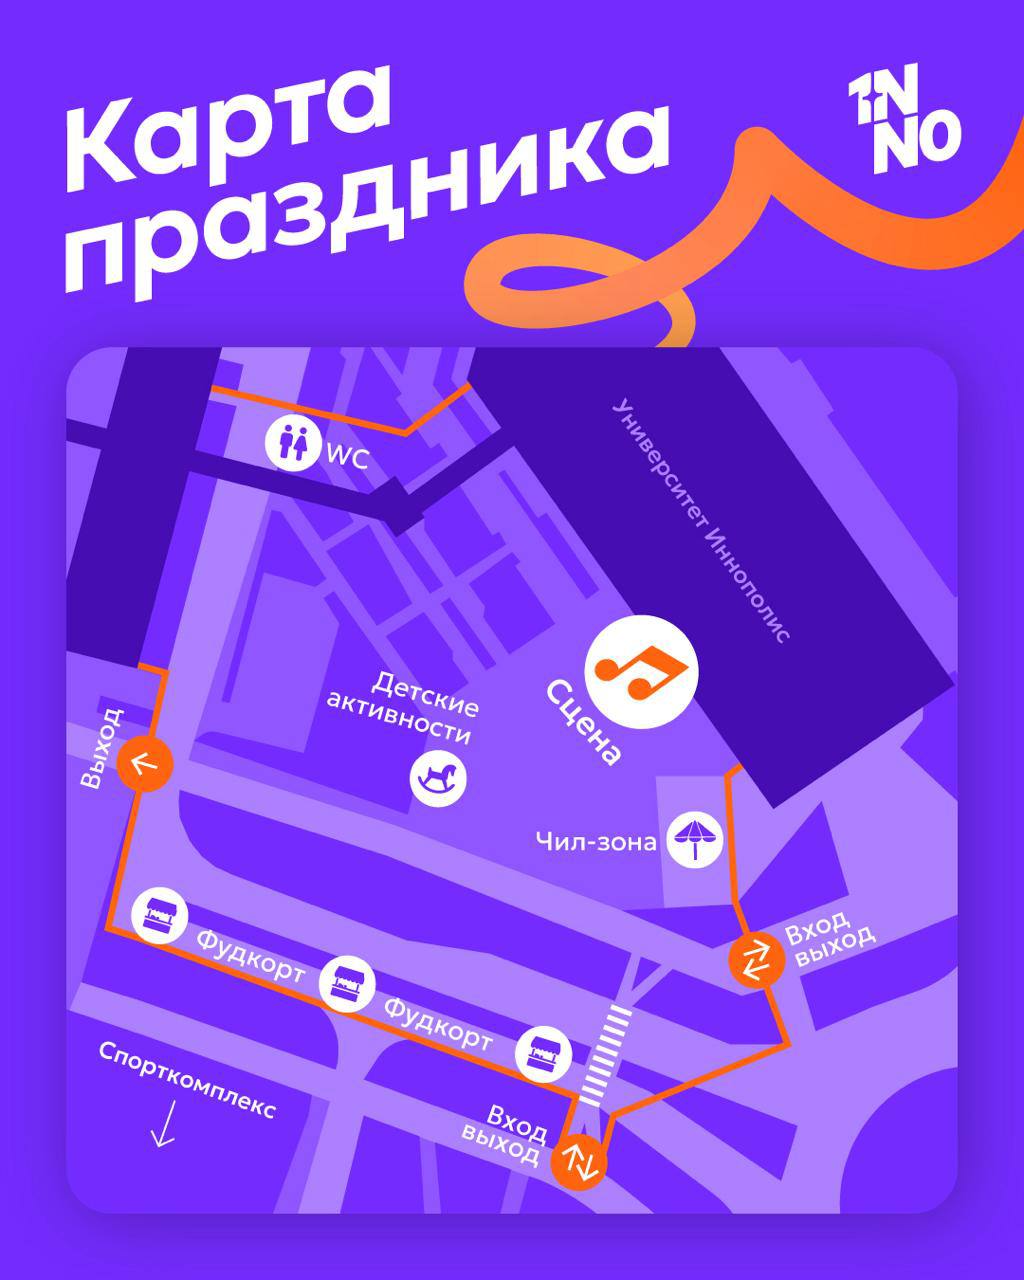 Карта
праздника
1N
NO
WC
Университет Иннополис
Детские
активности
Сцена
Выход
Чил-зона
Вход
выход
Фудкорт
Фудкорт
Спорткомплекс
Вход
выход